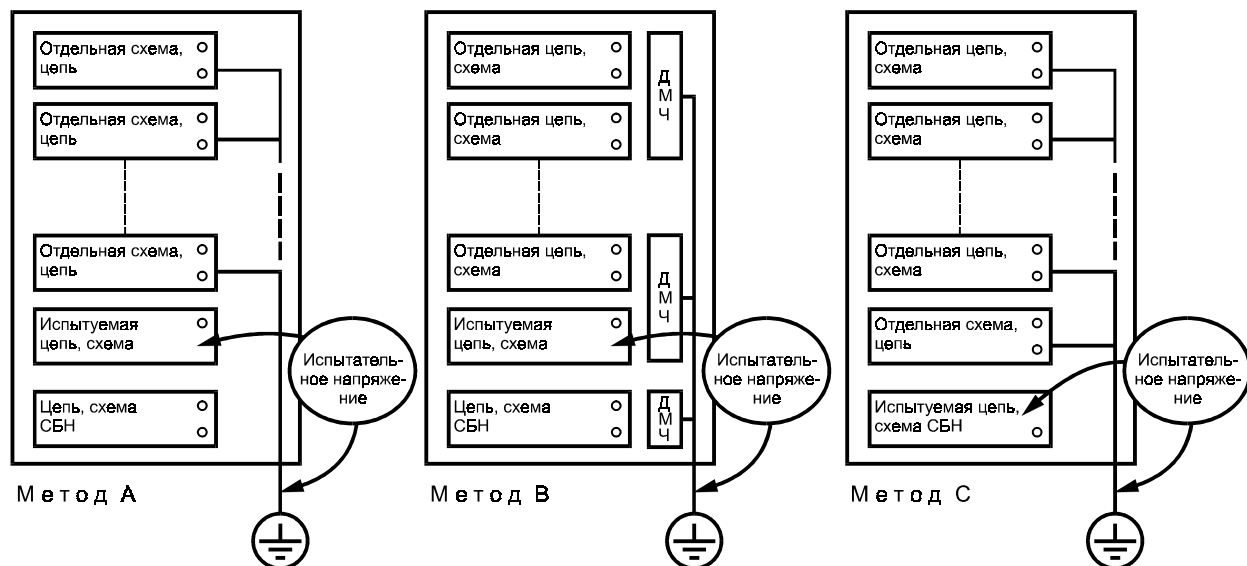 Отдельная схема,
цепь
Отдельная схема,
цепь
Отдельная схема,
цепь
Испытуемая
цепь, схема
Цепь, схема
СБН
Испытатель-
ное напряже-
ние
Метод А
Отдельная цепь,
схема
Отдельная цепь,
схема
Отдельная цепь,
схема
Испытуемая
цепь, схема
Цепь, схема
СБН
Д
М
Ч
Д
М
Ч
Д
М
Ч
Испытатель-
ное напряже-
ние
Метод В
Отдельная цепь,
схема
Отдельная цепь,
схема
Отдельная цепь,
схема
Отдельная схема,
цепь
Испытуемая цепь,
схема СБН
Испытатель-
ное напряже-
ние
Метод С